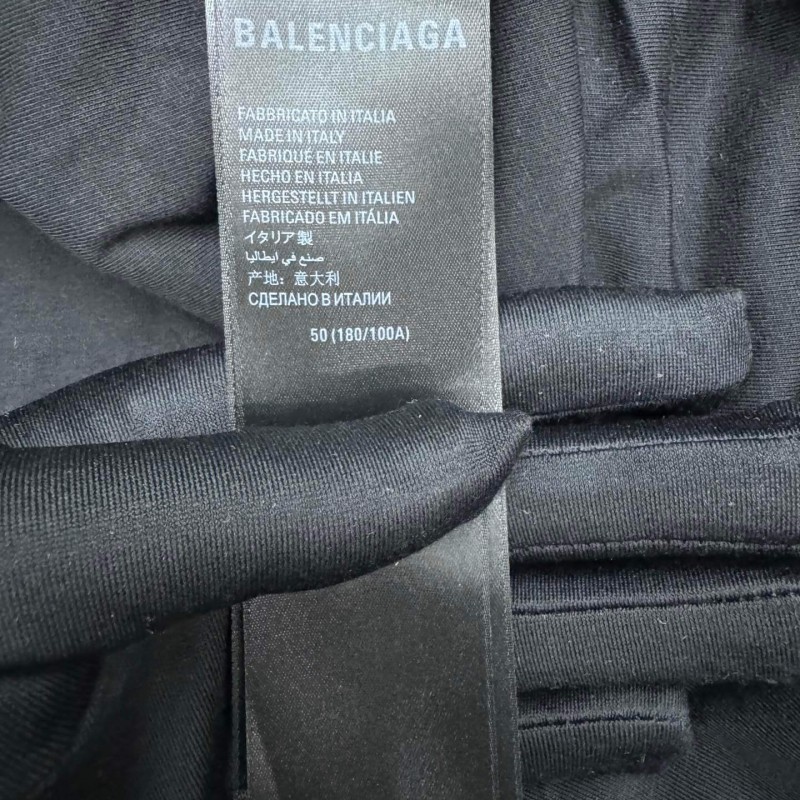 BALENCIAGA
FABBRICATO IN ITALIA
MADE IN ITALY
FABRIQUÉ EN ITALIE
HECHO EN ITALIA
HERGESTELLT IN ITALIEN
FABRICADO EM ITÁLIA
イタリア製
صنع في ايطاليا
产地：意大利
СДЕЛАНО В ИТАЛИИ
50 (180/100A)